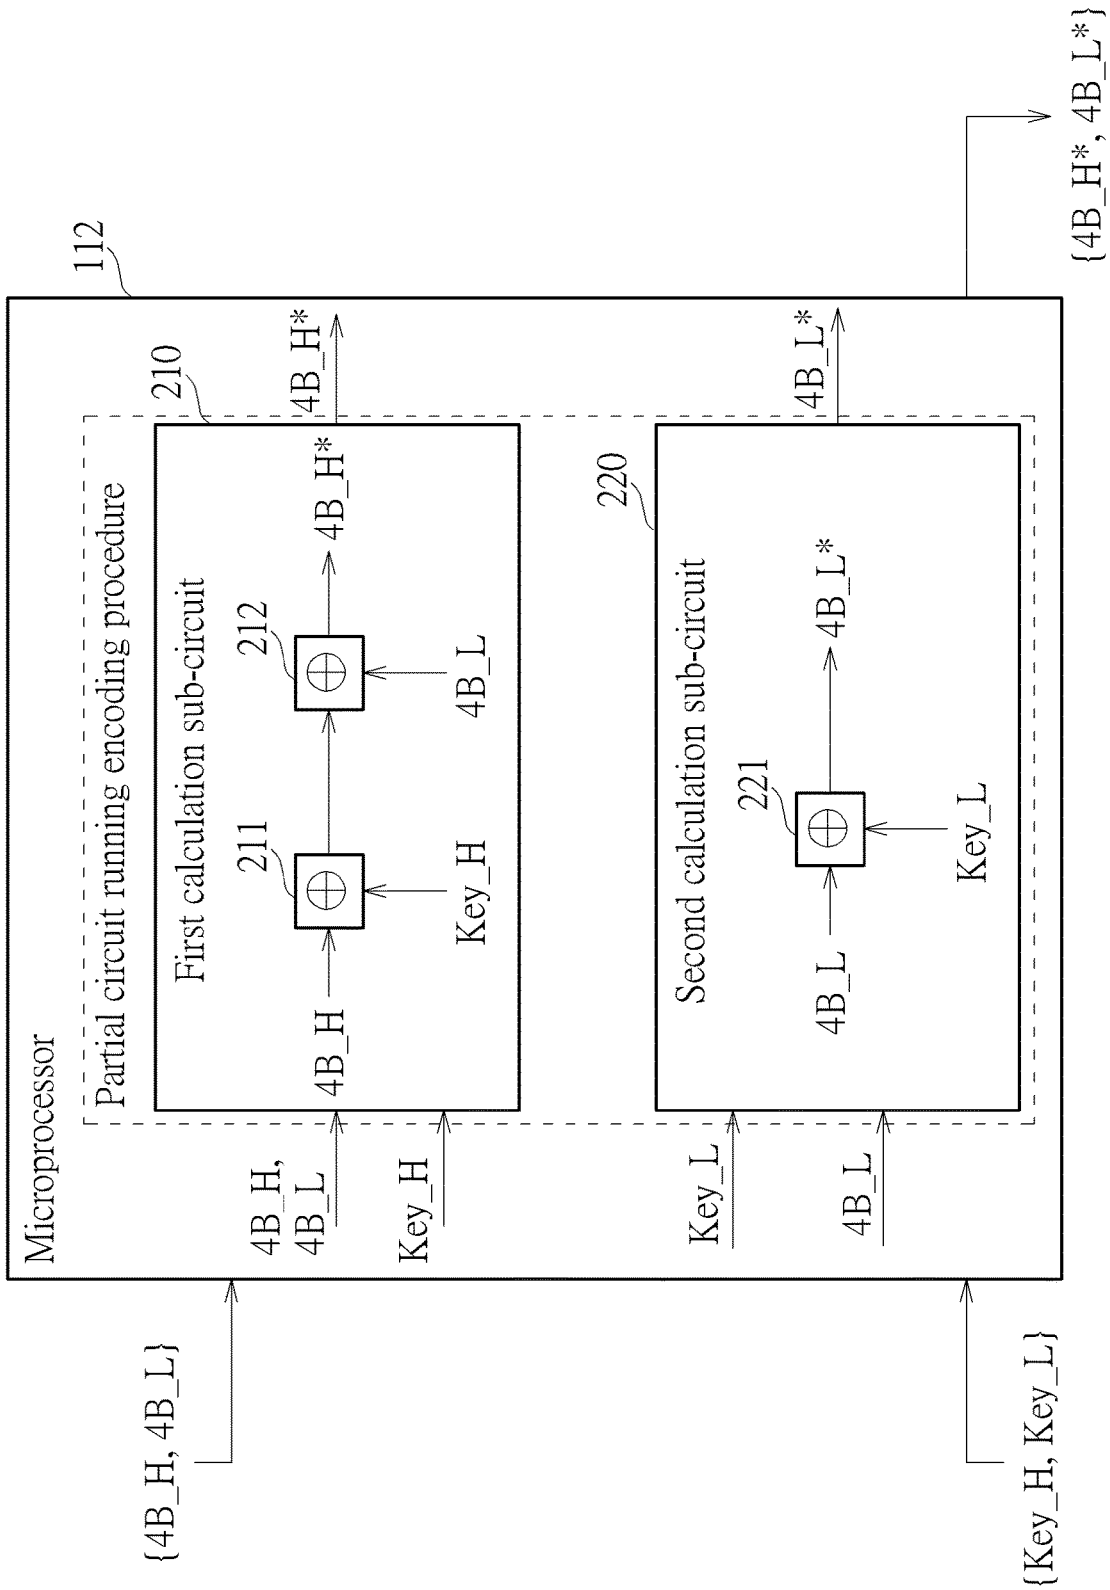 Microprocessor
112
Partial circuit running encoding procedure
210
First calculation sub-circuit
211
212
{4B_H, 4B_L}
4B_H,
4B_L
4B_H
4B_H*
4B_H*
Key_H
Key_H
4B_L
220
Second calculation sub-circuit
Key_L
221
4B_L
4B_L
4B_L*
4B_L*
Key_L
{Key_H, Key_L}
{4B_H*, 4B_L*}